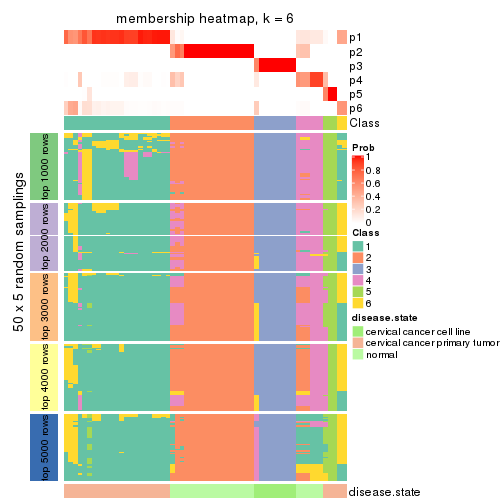 membership heatmap, k = 6
p1
p2
p3
p4
p5
p6
Class
50 x 5 random samplings
top 1000 rows
top 2000 rows
top 3000 rows
top 4000 rows
top 5000 rows
disease.state
Prob
1
0.8
0.6
0.4
0.2
0
Class
1
2
3
4
5
6
disease.state
cervical cancer cell line
cervical cancer primary tumor
normal